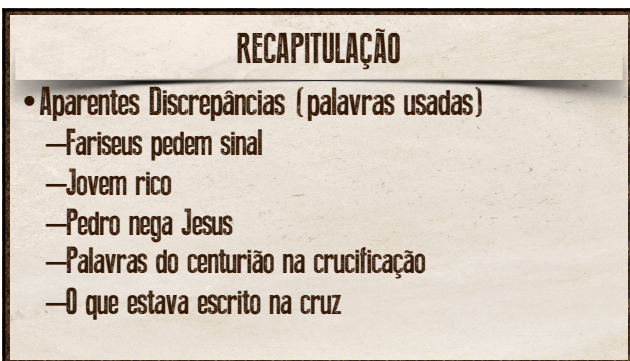 RECAPITULAÇÃO
• Aparentes Discrepâncias (palavras usadas)
–Fariseus pedem sinal
–Jovem rico
–Pedro nega Jesus
–Palavras do centurião na crucificação
–O que estava escrito na cruz